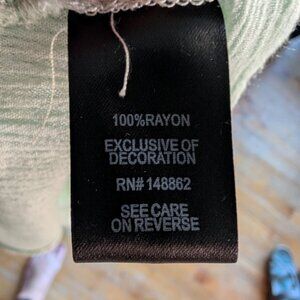 100%RAYON
EXCLUSIVE OF
DECORATION
RN# 148862
SEE CARE
ON REVERSE